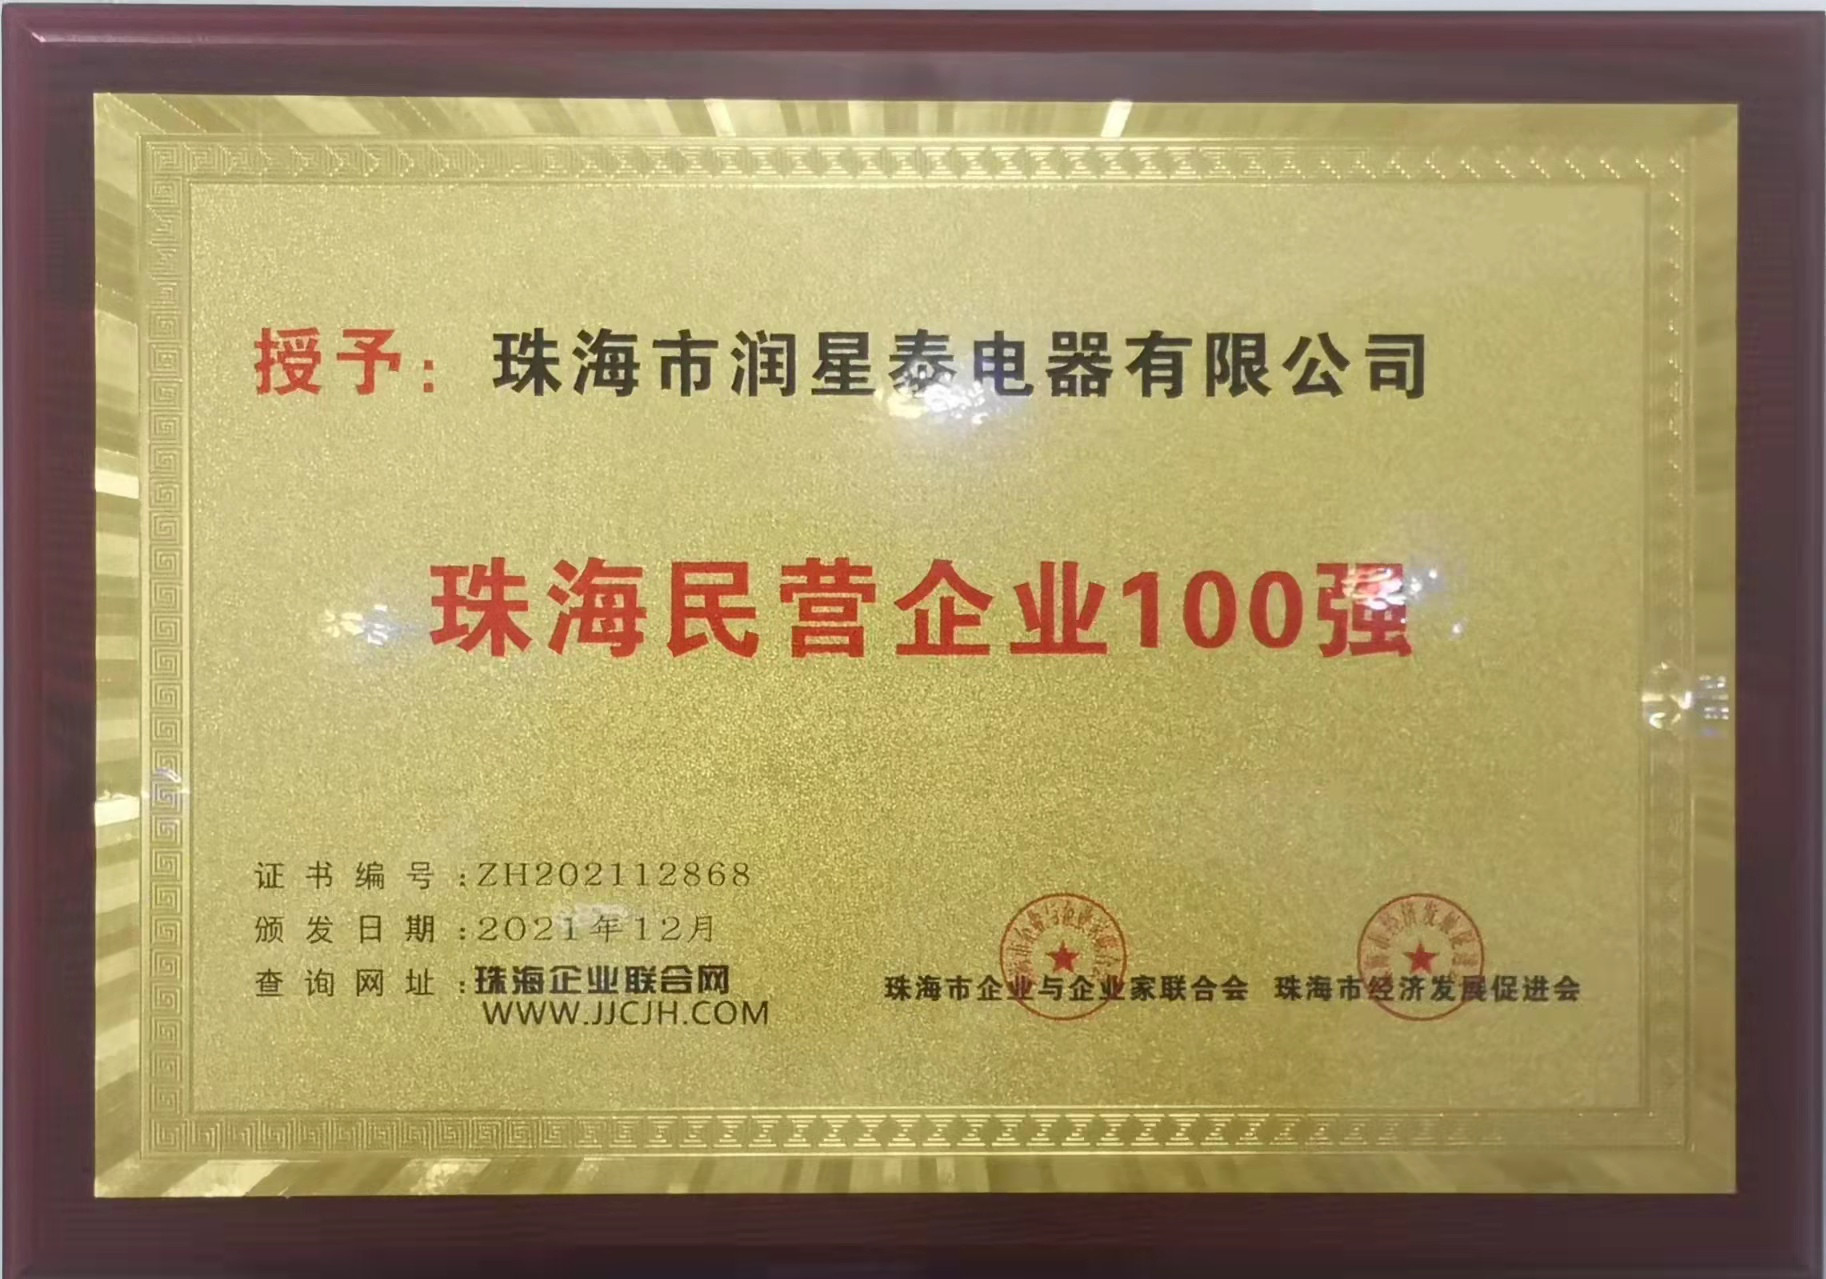 授予：珠海市润星泰电器有限公司
珠海民营企业100强
证书编号：ZH202112868
颁发日期：2021年12月
查询网址：珠海企业联合网
WWW.JJCJH.COM
珠海市企业与企业家联合会 珠海市经济发展促进会